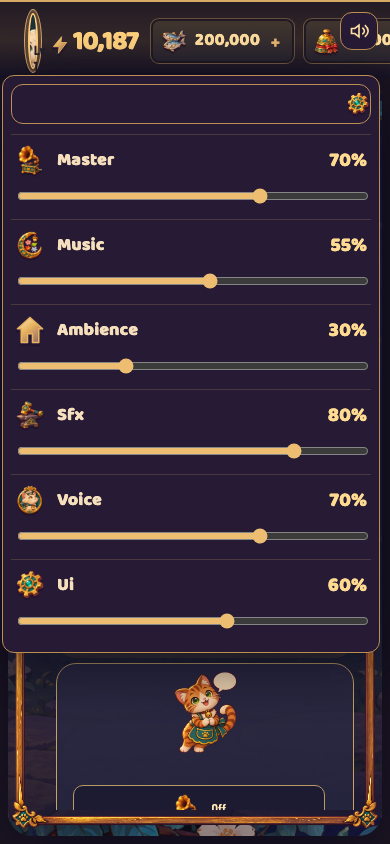 10,187
200,000 +
Master 70%
Music 55%
Ambience 30%
Sfx 80%
Voice 70%
Ui 60%
Off